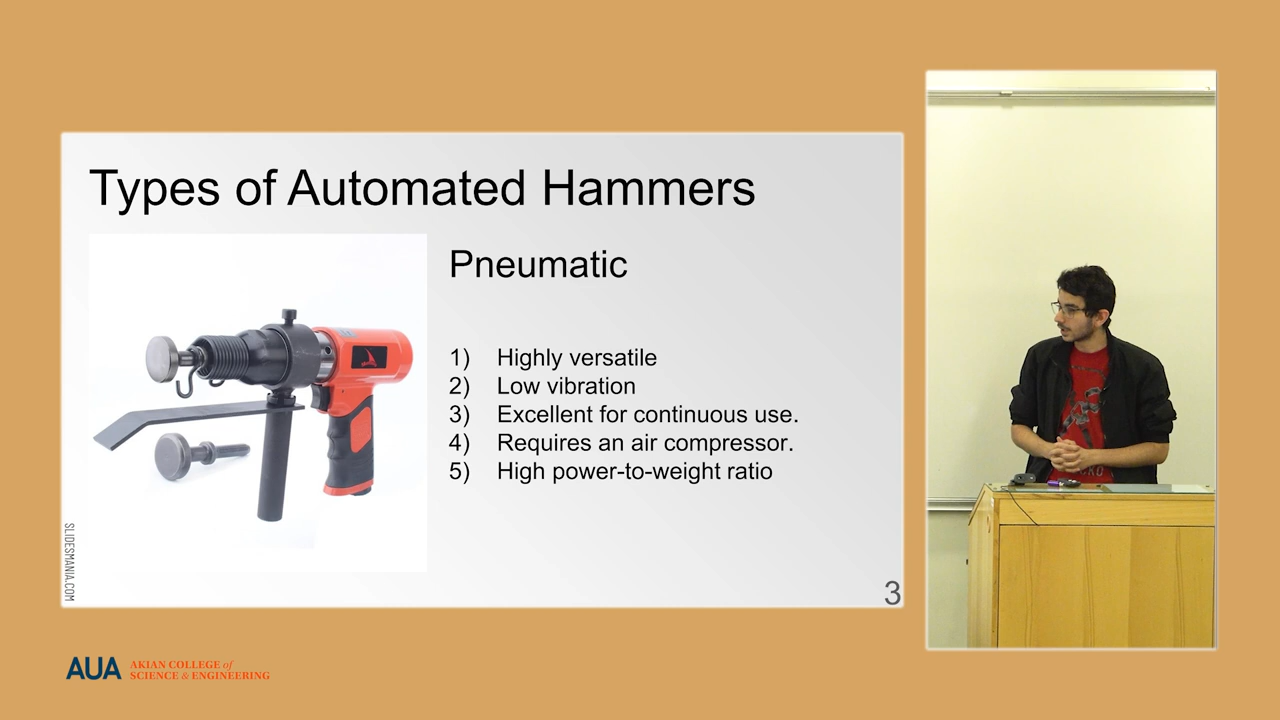 Types of Automated Hammers
Pneumatic
1) Highly versatile
2) Low vibration
3) Excellent for continuous use.
4) Requires an air compressor.
5) High power-to-weight ratio
SLIDESMANIA.COM
3
AUA AKIAN COLLEGE of
SCIENCE & ENGINEERING